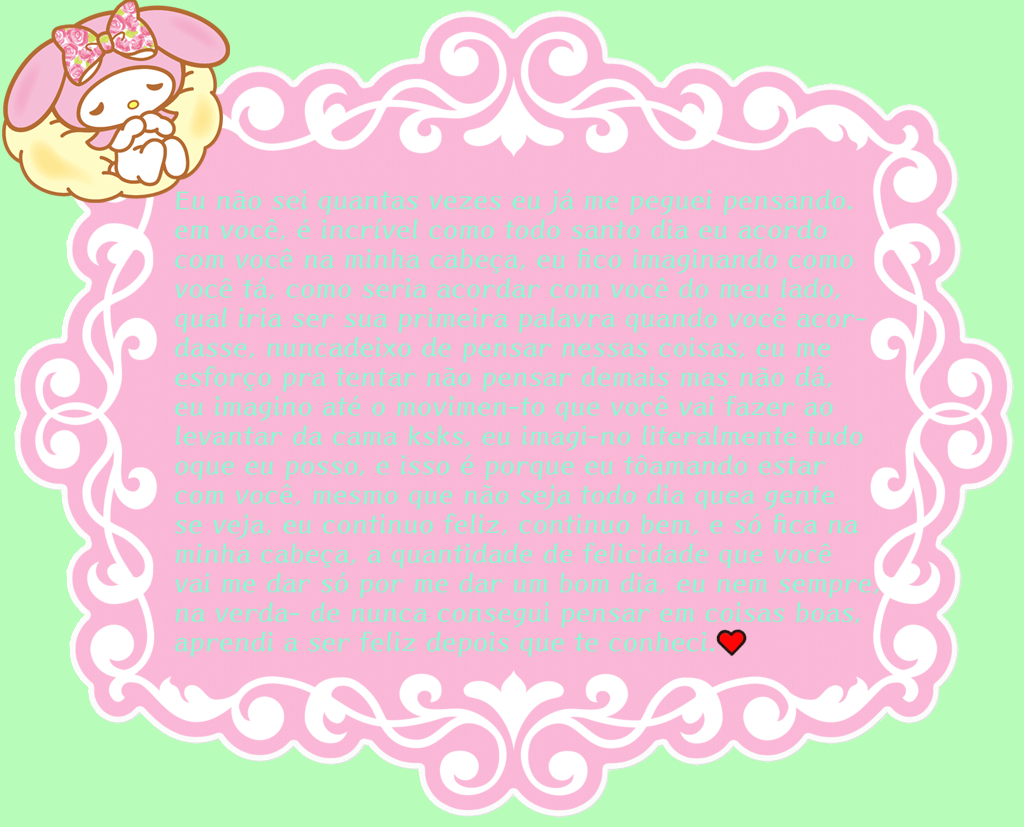 Eu não sei quantas vezes eu já me peguei pensando,
em você, é incrível como todo santo dia eu acordo
com você na minha cabeça, eu fico imaginando como
você tá, como seria acordar com você do meu lado,
qual iria ser sua primeira palavra quando você acor-
dasse, nuncadeixo de pensar nessas coisas, eu me
esforço pra tentar não pensar demais mas não dá,
eu imagino até o movimen-to que você vai fazer ao
levantar da cama ksks, eu imagi-no literalmente tudo
oque eu posso, e isso é porque eu tôamando estar
com você, mesmo que não seja todo dia quea gente
se veja, eu continuo feliz, continuo bem, e só fica na
minha cabeça, a quantidade de felicidade que você
vai me dar só por me dar um bom dia, eu nem sempre,
na verda- de nunca consegui pensar em coisas boas,
aprendi a ser feliz depois que te conheci.